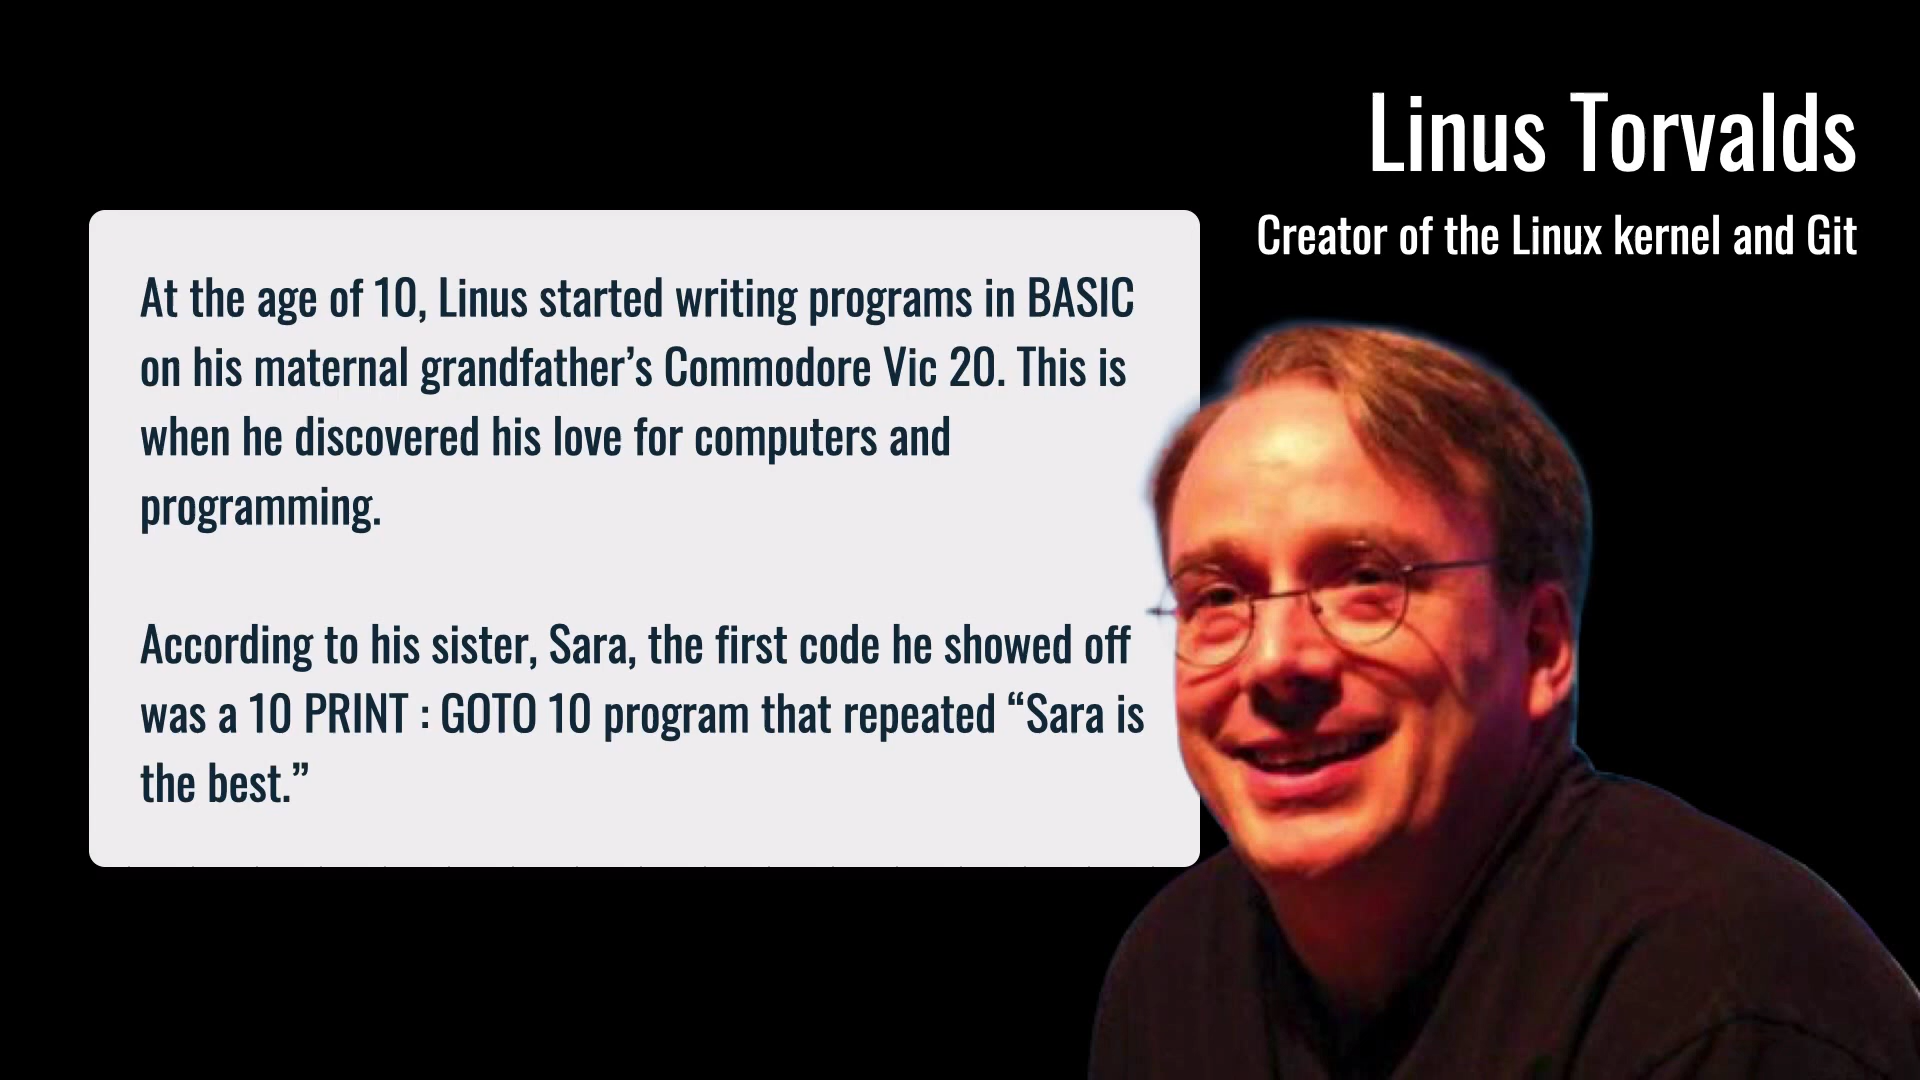 Linus Torvalds
Creator of the Linux kernel and Git
At the age of 10, Linus started writing programs in BASIC
on his maternal grandfather’s Commodore Vic 20. This is
when he discovered his love for computers and
programming.
According to his sister, Sara, the first code he showed off
was a 10 PRINT : GOTO 10 program that repeated “Sara is
the best.”